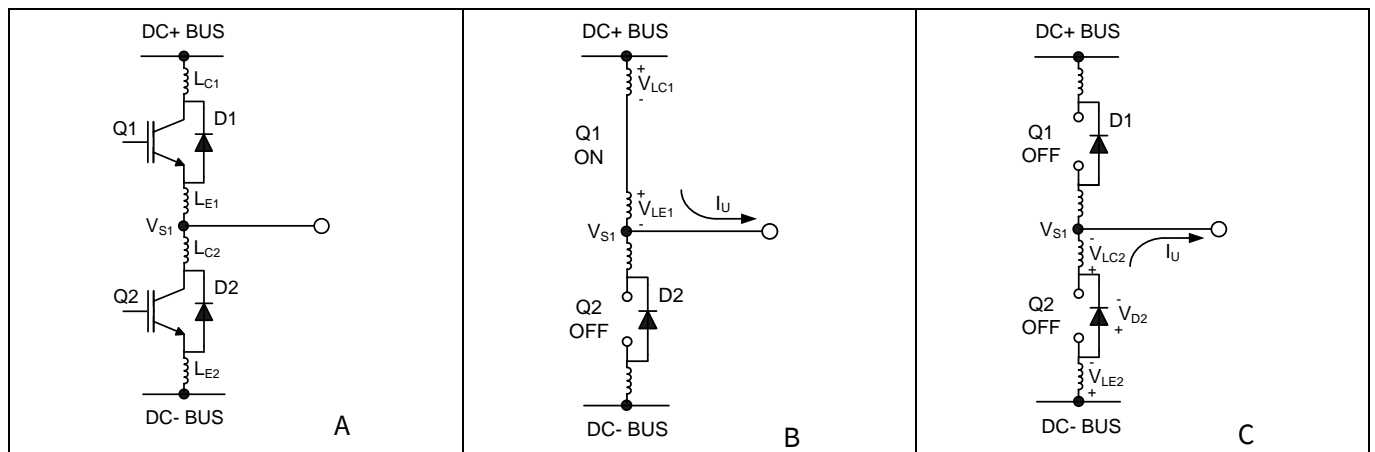 DC+ BUS
LC1
Q1
D1
LE1
VS1
LC2
Q2
D2
LE2
DC- BUS
A
DC+ BUS
+
VLC1
-
Q1
ON
+
VLE1
-
IU
VS1
D2
Q2
OFF
DC- BUS
B
DC+ BUS
D1
Q1
OFF
VS1
-
VLC2
+
IU
Q2
OFF
-
VD2
+
-
VLE2
+
DC- BUS
C